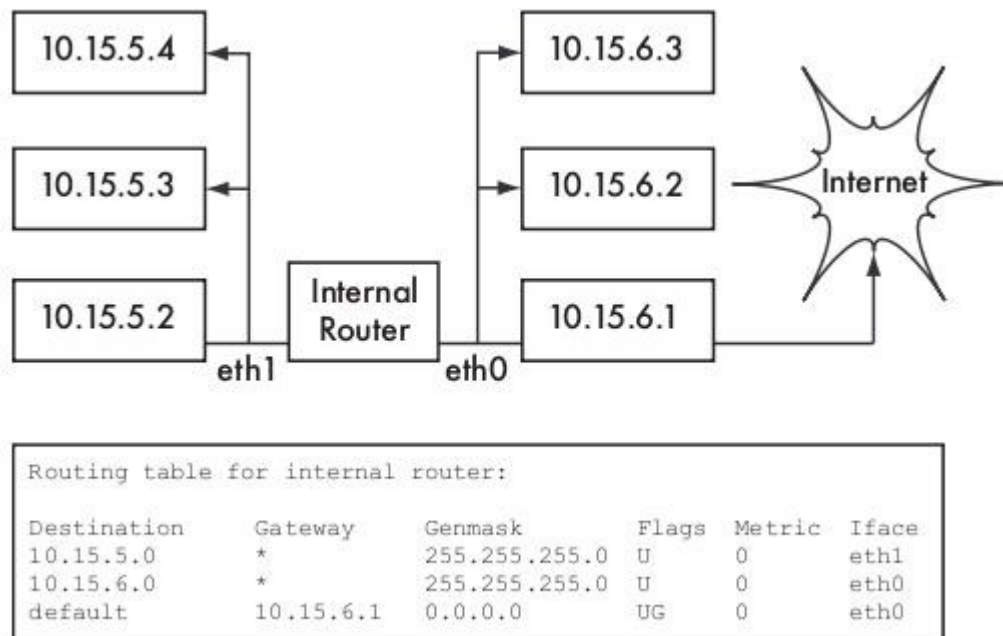 10.15.5.4
10.15.6.3
10.15.5.3
10.15.6.2
Internet
10.15.5.2
Internal
Router
10.15.6.1
eth1
eth0
Routing table for internal router:
Destination Gateway Genmask Flags Metric Iface
10.15.5.0 * 255.255.255.0 U 0 eth1
10.15.6.0 * 255.255.255.0 U 0 eth0
default 10.15.6.1 0.0.0.0 UG 0 eth0